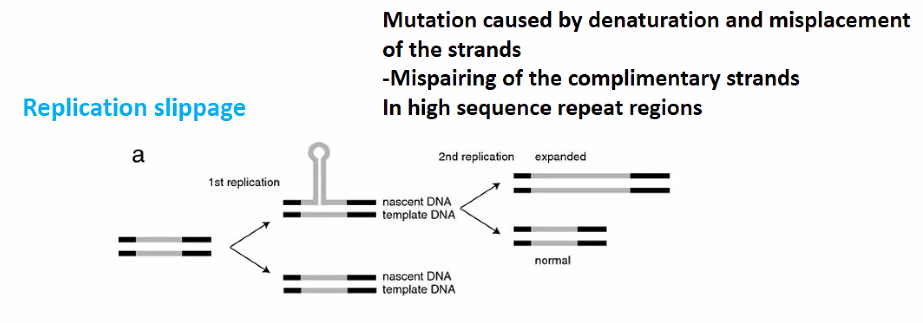 Mutation caused by denaturation and misplacement
of the strands
-Mispairing of the complimentary strands
In high sequence repeat regions
Replication slippage
a
1st replication
2nd replication
expanded
nascent DNA
template DNA
normal
nascent DNA
template DNA